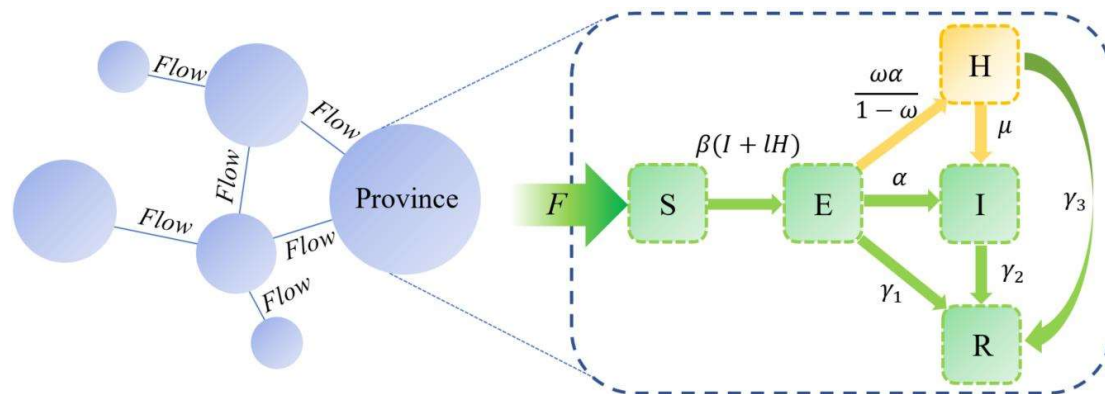 Flow
Flow
Flow
Flow
Flow
Flow
Province
F
S
β(I + lH)
E
ωα
1 − ω
α
γ₁
H
μ
I
γ₂
R
γ₃